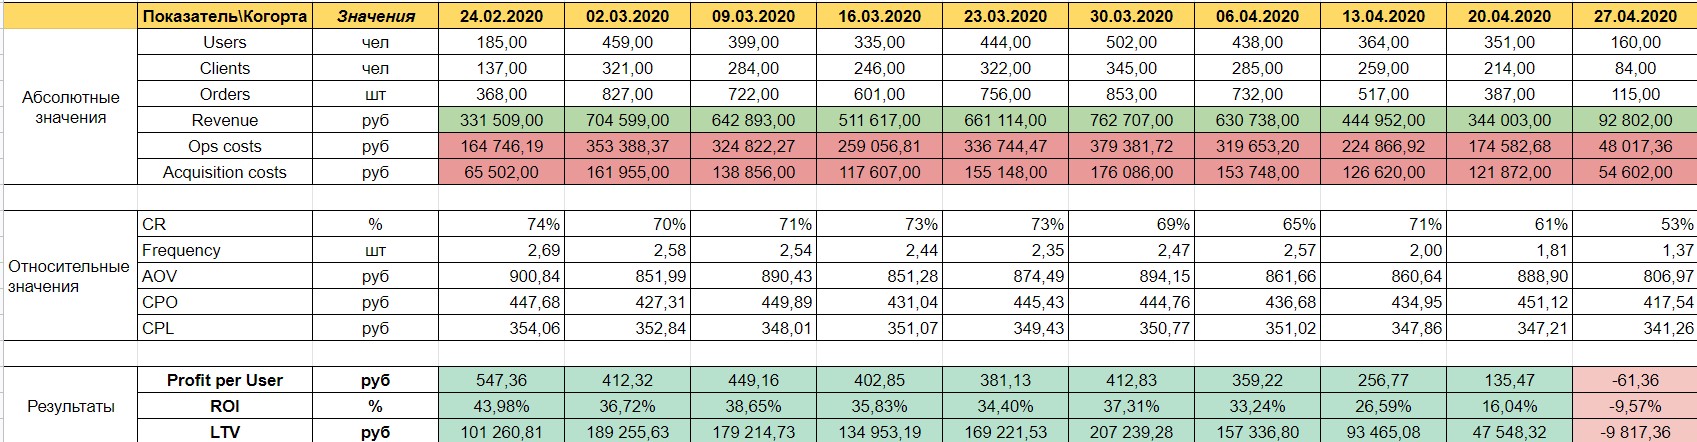 Показатель\Когорта Значения 24.02.2020 02.03.2020 09.03.2020 16.03.2020 23.03.2020 30.03.2020 06.04.2020 13.04.2020 20.04.2020 27.04.2020
Абсолютные значения
Users чел 185,00 459,00 399,00 335,00 444,00 502,00 438,00 364,00 351,00 160,00
Clients чел 137,00 321,00 284,00 246,00 322,00 345,00 285,00 259,00 214,00 84,00
Orders шт 368,00 827,00 722,00 601,00 756,00 853,00 732,00 517,00 387,00 115,00
Revenue руб 331 509,00 704 599,00 642 893,00 511 617,00 661 114,00 762 707,00 630 738,00 444 952,00 344 003,00 92 802,00
Ops costs руб 164 746,19 353 388,37 324 822,27 259 056,81 336 744,47 379 381,72 319 653,20 224 866,92 174 582,68 48 017,36
Acquisition costs руб 65 502,00 161 955,00 138 856,00 117 607,00 155 148,00 176 086,00 153 748,00 126 620,00 121 872,00 54 602,00
Относительные значения
CR % 74% 70% 71% 73% 73% 69% 65% 71% 61% 53%
Frequency шт 2,69 2,58 2,54 2,44 2,35 2,47 2,57 2,00 1,81 1,37
AOV руб 900,84 851,99 890,43 851,28 874,49 894,15 861,66 860,64 888,90 806,97
CPO руб 447,68 427,31 449,89 431,04 445,43 444,76 436,68 434,95 451,12 417,54
CPL руб 354,06 352,84 348,01 351,07 349,43 350,77 351,02 347,86 347,21 341,26
Результаты
Profit per User руб 547,36 412,32 449,16 402,85 381,13 412,83 359,22 256,77 135,47 -61,36
ROI % 43,98% 36,72% 38,65% 35,83% 34,40% 37,31% 33,24% 26,59% 16,04% -9,57%
LTV руб 101 260,81 189 255,63 179 214,73 134 953,19 169 221,53 207 239,28 157 336,80 93 465,08 47 548,32 -9 817,36